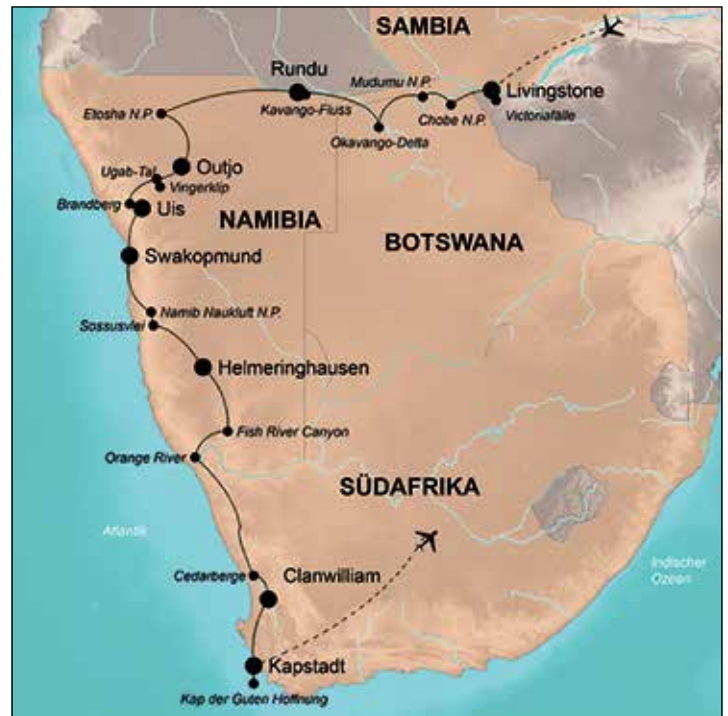 SAMBIA
Rundu
Mudumu N.P.
Livingstone
Etosha N.P.
Kavango-Fluss
Chobe N.P.
Victoriafälle
Okavango-Delta
Ugab-Tal
Outjo
Vingerklip
Brandberg
Uis
NAMIBIA
BOTSWANA
Swakopmund
Namib Naukluft N.P.
Sossusvlei
Helmeringhausen
Fish River Canyon
Orange River
SÜDAFRIKA
Atlantik
Indischer
Ozean
Cedarberge
Clanwilliam
Kapstadt
Kap der Guten Hoffnung